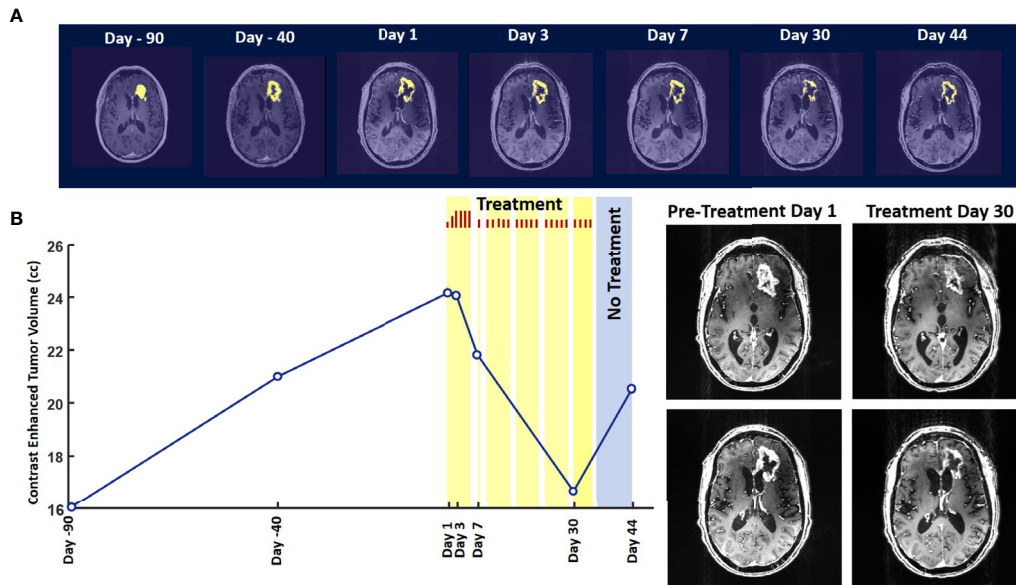 A
Day - 90 Day - 40 Day 1 Day 3 Day 7 Day 30 Day 44
B
Treatment
No Treatment
Contrast Enhanced Tumor Volume (cc)
26
24
22
20
18
16
Day -90 Day -40 Day 1 Day 3 Day 7 Day 30 Day 44
Pre-Treatment Day 1 Treatment Day 30